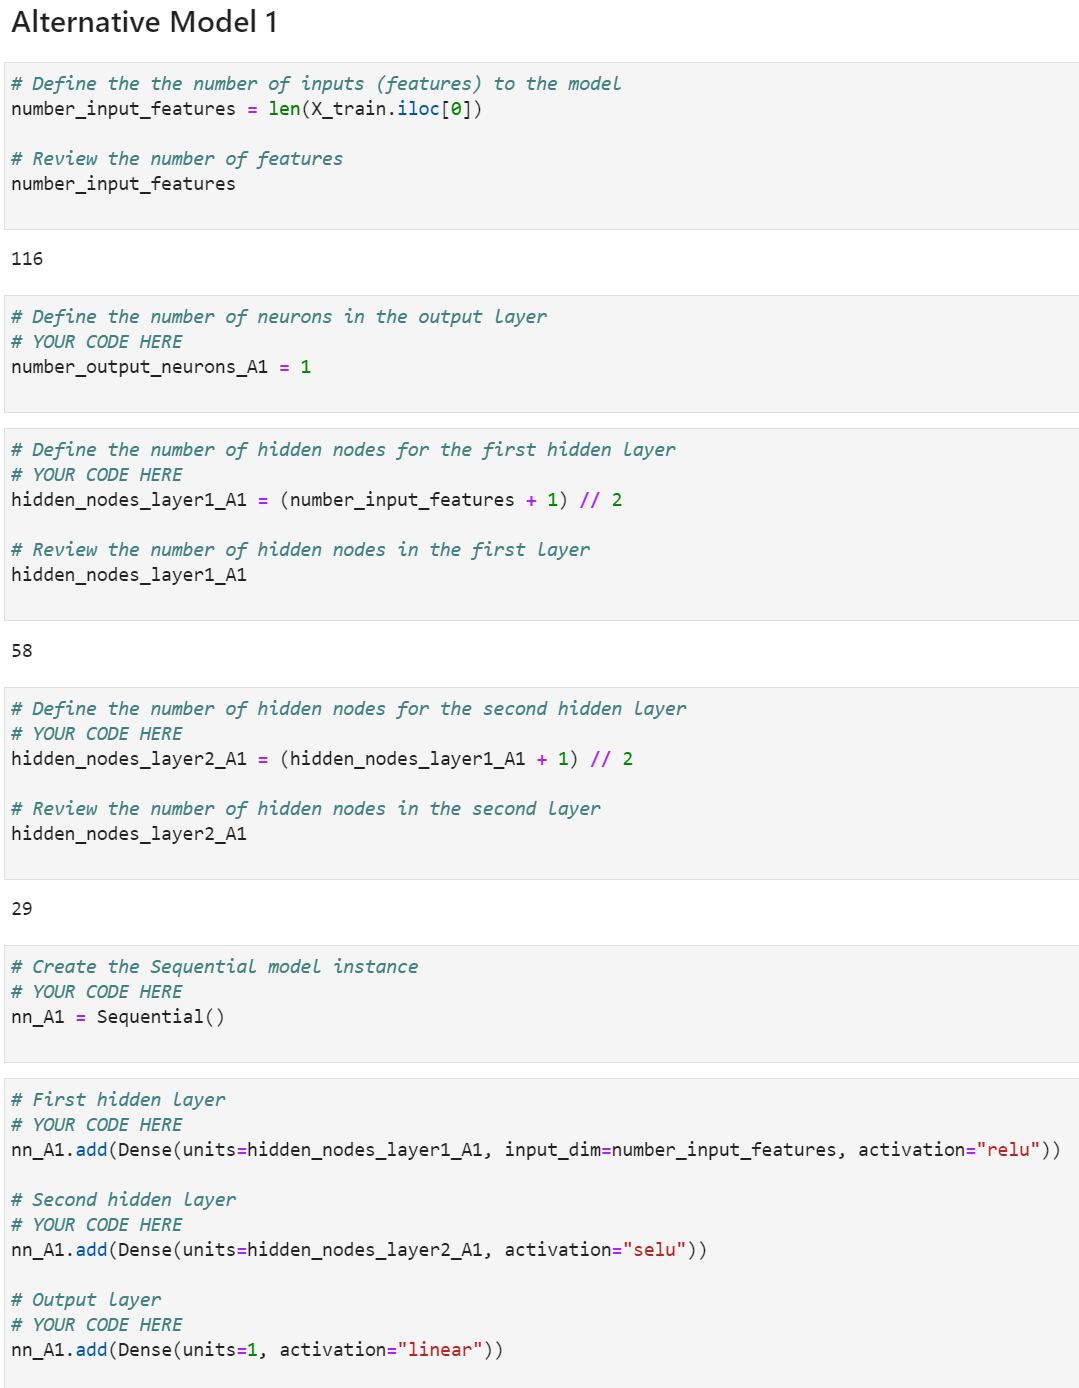 Alternative Model 1
# Define the the number of inputs (features) to the model
number_input_features = len(X_train.iloc[0])
# Review the number of features
number_input_features
116
# Define the number of neurons in the output layer
# YOUR CODE HERE
number_output_neurons_A1 = 1
# Define the number of hidden nodes for the first hidden layer
# YOUR CODE HERE
hidden_nodes_layer1_A1 = (number_input_features + 1) // 2
# Review the number of hidden nodes in the first layer
hidden_nodes_layer1_A1
58
# Define the number of hidden nodes for the second hidden layer
# YOUR CODE HERE
hidden_nodes_layer2_A1 = (hidden_nodes_layer1_A1 + 1) // 2
# Review the number of hidden nodes in the second layer
hidden_nodes_layer2_A1
29
# Create the Sequential model instance
# YOUR CODE HERE
nn_A1 = Sequential()
# First hidden layer
# YOUR CODE HERE
nn_A1.add(Dense(units=hidden_nodes_layer1_A1, input_dim=number_input_features, activation="relu"))
# Second hidden layer
# YOUR CODE HERE
nn_A1.add(Dense(units=hidden_nodes_layer2_A1, activation="selu"))
# Output layer
# YOUR CODE HERE
nn_A1.add(Dense(units=1, activation="linear"))